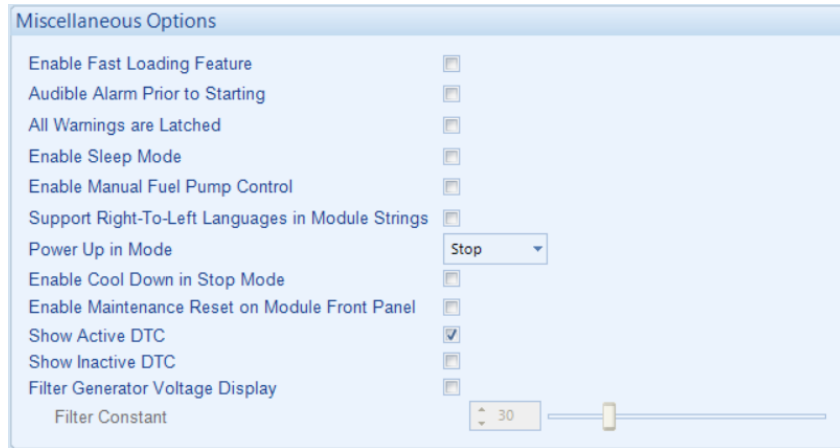 Miscellaneous Options
Enable Fast Loading Feature
Audible Alarm Prior to Starting
All Warnings are Latched
Enable Sleep Mode
Enable Manual Fuel Pump Control
Support Right-To-Left Languages in Module Strings
Power Up in Mode Stop
Enable Cool Down in Stop Mode
Enable Maintenance Reset on Module Front Panel
Show Active DTC
Show Inactive DTC
Filter Generator Voltage Display
Filter Constant 30